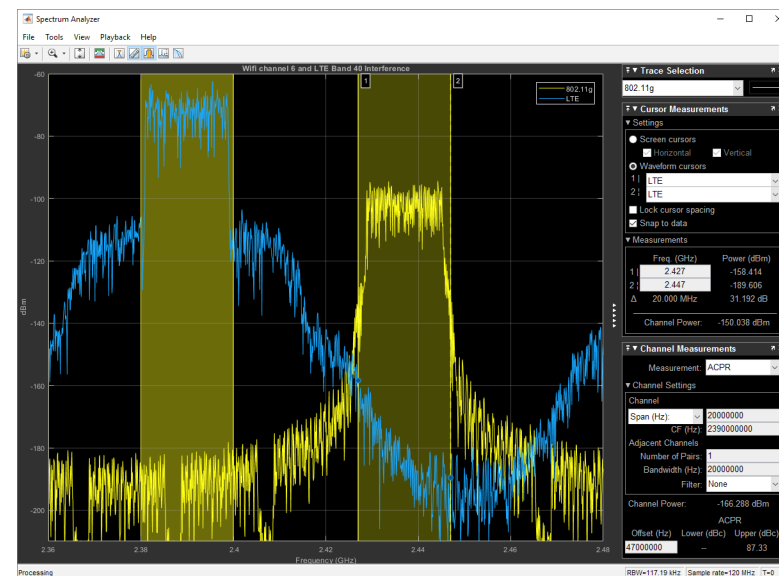 Spectrum Analyzer
File Tools View Playback Help
Wifi channel 6 and LTE Band 40 Interference
1
2
802.11g
LTE
-60
-80
-100
-120
-140
-160
-180
-200
dBm
2.36
2.38
2.4
2.42
2.44
2.46
2.48
Frequency (GHz)
Trace Selection
802.11g
Cursor Measurements
Settings
Screen cursors
Horizontal Vertical
Waveform cursors
1 LTE
2 LTE
Lock cursor spacing
Snap to data
Measurements
Freq. (GHz) Power (dBm)
1 2.427 -158.414
2 2.447 -189.606
Δ 20.000 MHz 31.192 dB
Channel Power: -150.038 dBm
Channel Measurements
Measurement: ACPR
Channel Settings
Channel
Span (Hz): 20000000
CF (Hz): 2390000000
Adjacent Channels
Number of Pairs: 1
Bandwidth (Hz): 20000000
Filter: None
Channel Power: -166.288 dBm
ACPR
Offset (Hz) Lower (dBc) Upper (dBc)
47000000 – 87.33
Processing
RBW=117.19 kHz Sample rate=120 MHz T=0